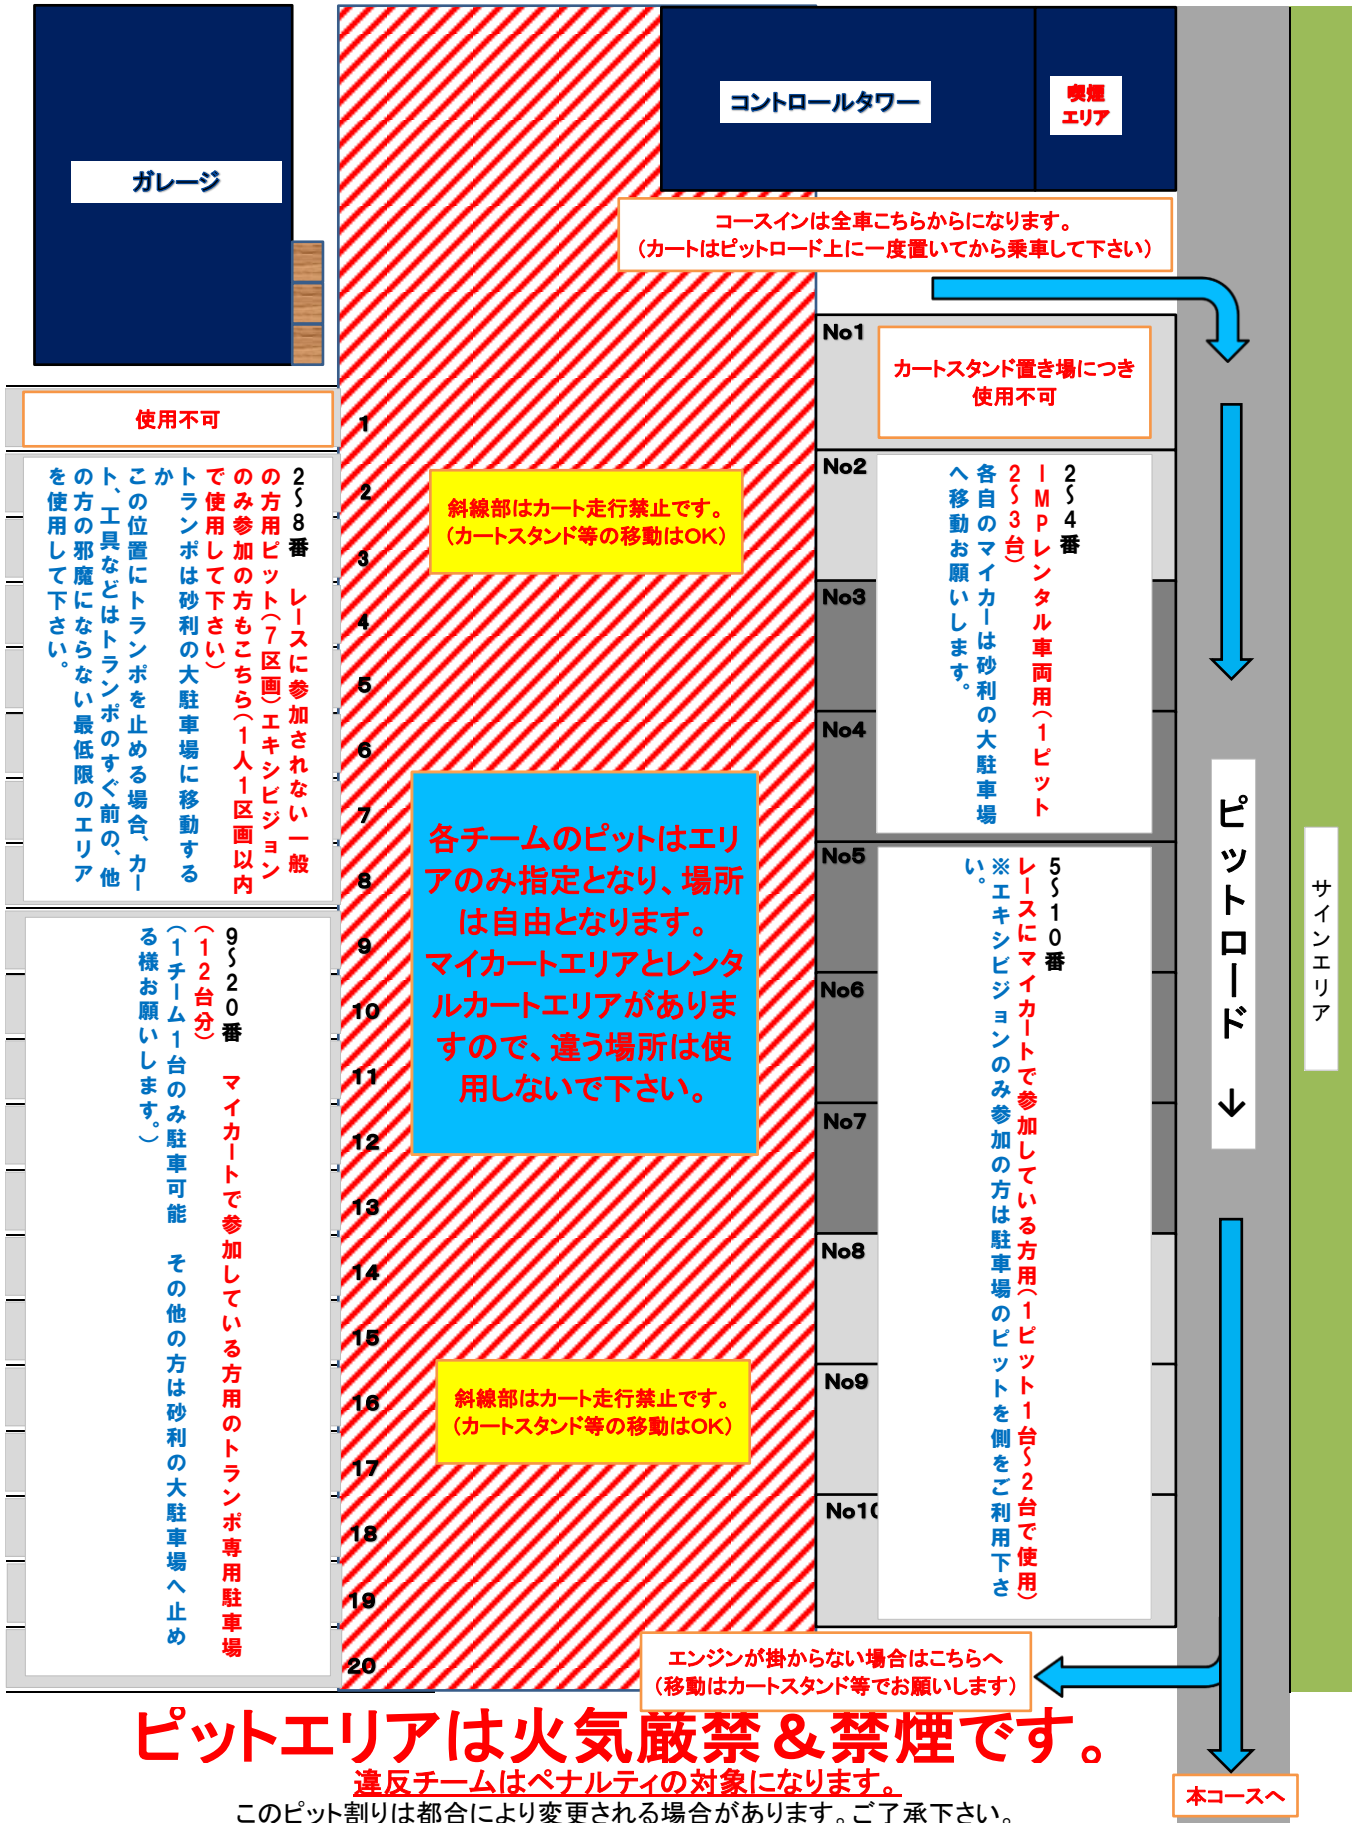 ガレージ
コントロールタワー
喫煙
エリア
コースインは全車こちらからになります。
（カートはピットロード上に一度置いてから乗車して下さい）
No1
カートスタンド置き場につき
使用不可
使用不可
1
2
3
4
5
6
7
8
9
10
11
12
13
14
15
16
17
18
19
20
２～８番　レースに参加されない一般
の方用ピット（７区画）エキシビジョン
のみ参加の方もこちら（１人１区画以内
で使用して下さい）
トランポは砂利の大駐車場に移動する
か
この位置にトランポを止める場合、カー
ト、工具などはトランポのすぐ前の、他
の方の邪魔にならない最低限のエリア
を使用して下さい。
９～２０番　マイカートで参加している方用のトランポ専用駐車場
（１２台分）
（１チーム１台のみ駐車可能　その他の方は砂利の大駐車場へ止め
る様お願いします。）
斜線部はカート走行禁止です。
（カートスタンド等の移動はOK）
各チームのピットはエリ
アのみ指定となり、場所
は自由となります。
マイカートエリアとレンタ
ルカートエリアがありま
すので、違う場所は使
用しないで下さい。
斜線部はカート走行禁止です。
（カートスタンド等の移動はOK）
No2
No3
No4
２～４番
ＩＭＰレンタル車両用（１ピット
２～３台）
各自のマイカーは砂利の大駐車場
へ移動お願いします。
No5
No6
No7
No8
No9
No10
５～１０番
レースにマイカートで参加している方用（１ピット１台～２台で使用）
※エキシビジョンのみ参加の方は駐車場のピットを側をご利用下さ
い。
ピットロード　↓
サインエリア
エンジンが掛からない場合はこちらへ
（移動はカートスタンド等でお願いします）
本コースへ
ピットエリアは火気厳禁＆禁煙です。
違反チームはペナルティの対象になります。
このピット割りは都合により変更される場合があります。ご了承下さい。